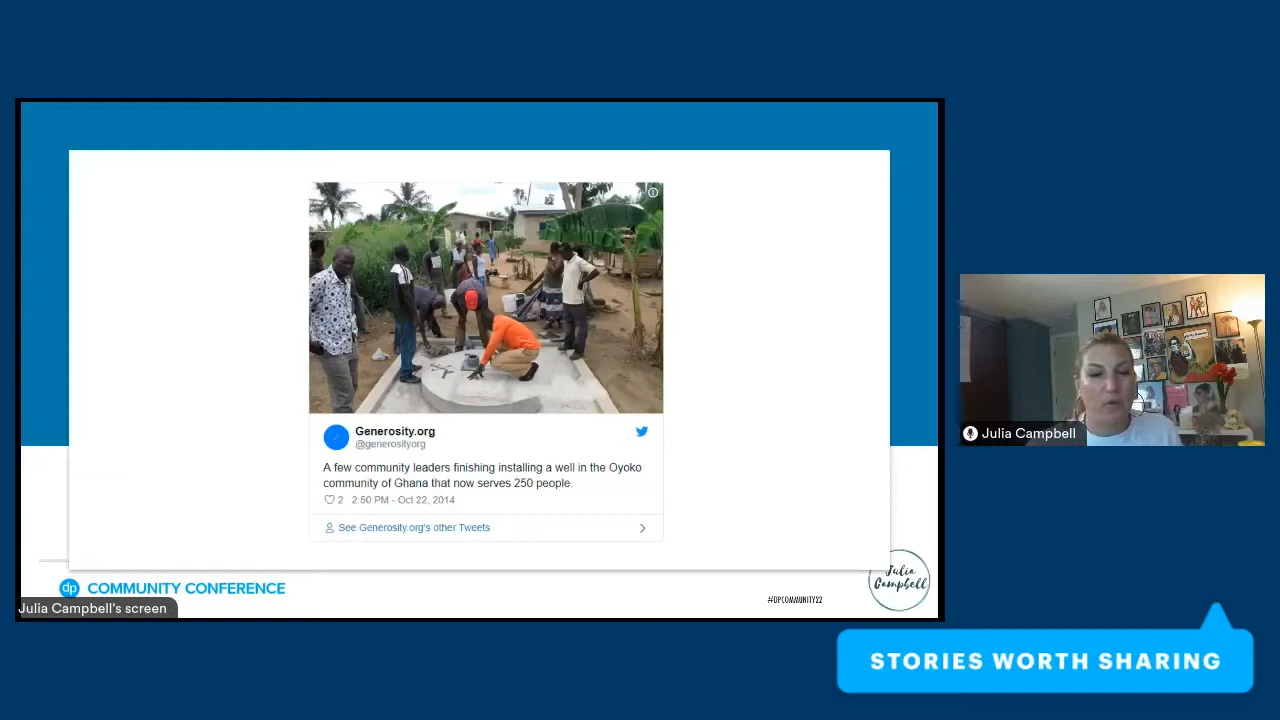 Generosity.org
@generosityorg
A few community leaders finishing installing a well in the Oyoko
community of Ghana that now serves 250 people.
2 2:50 PM - Oct 22, 2014
See Generosity.org's other Tweets
dp COMMUNITY CONFERENCE
#DPCOMMUNITY22
Julia
Campbell
Julia Campbell's screen
Julia Campbell
STORIES WORTH SHARING